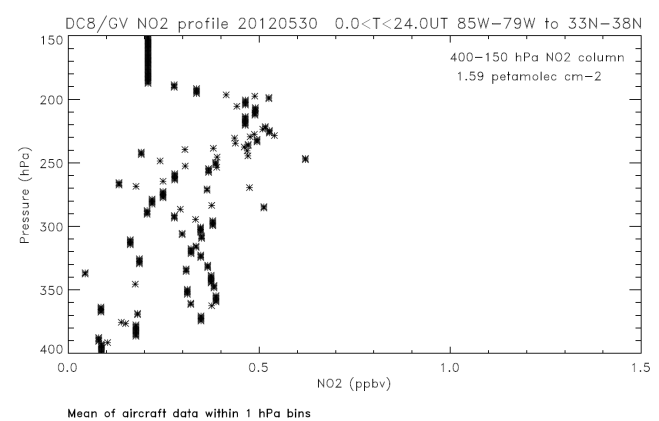 DC8/GV NO2 profile 20120530 0.0<T<24.0UT 85W-79W to 33N-38N
150
400-150 hPa NO2 column
1.59 petamolec cm-2
200
250
Pressure (hPa)
300
350
400
0.0 0.5 1.0 1.5
NO2 (ppbv)
Mean of aircraft data within 1 hPa bins